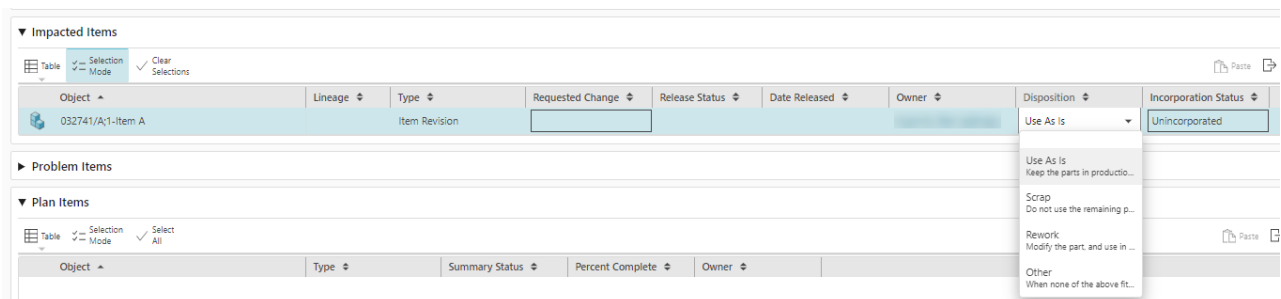 Impacted Items
Table
Selection
Mode
Clear
Selections
Paste
Object Lineage Type Requested Change Release Status Date Released Owner Disposition Incorporation Status
032741/A;1-Item A Item Revision Use As Is Unincorporated
Use As Is
Keep the parts in productio...
Scrap
Do not use the remaining p...
Rework
Modify the part, and use in ...
Other
When none of the above fit...
Problem Items
Plan Items
Table
Selection
Mode
Select
All
Paste
Object Type Summary Status Percent Complete Owner